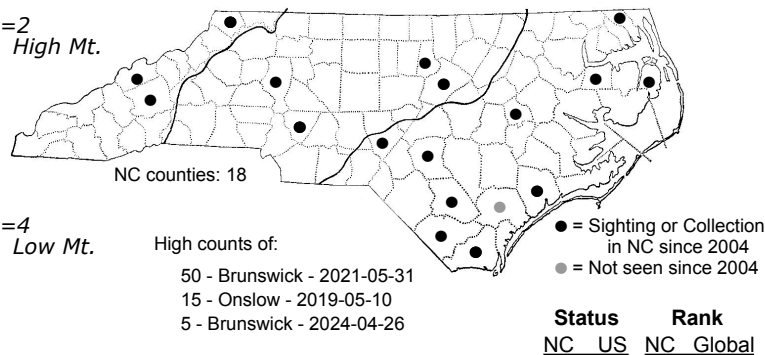 =2
High Mt.
NC counties: 18
=4
Low Mt.
High counts of:
50 - Brunswick - 2021-05-31
15 - Onslow - 2019-05-10
5 - Brunswick - 2024-04-26
● = Sighting or Collection
in NC since 2004
● = Not seen since 2004
Status Rank
NC US NC Global